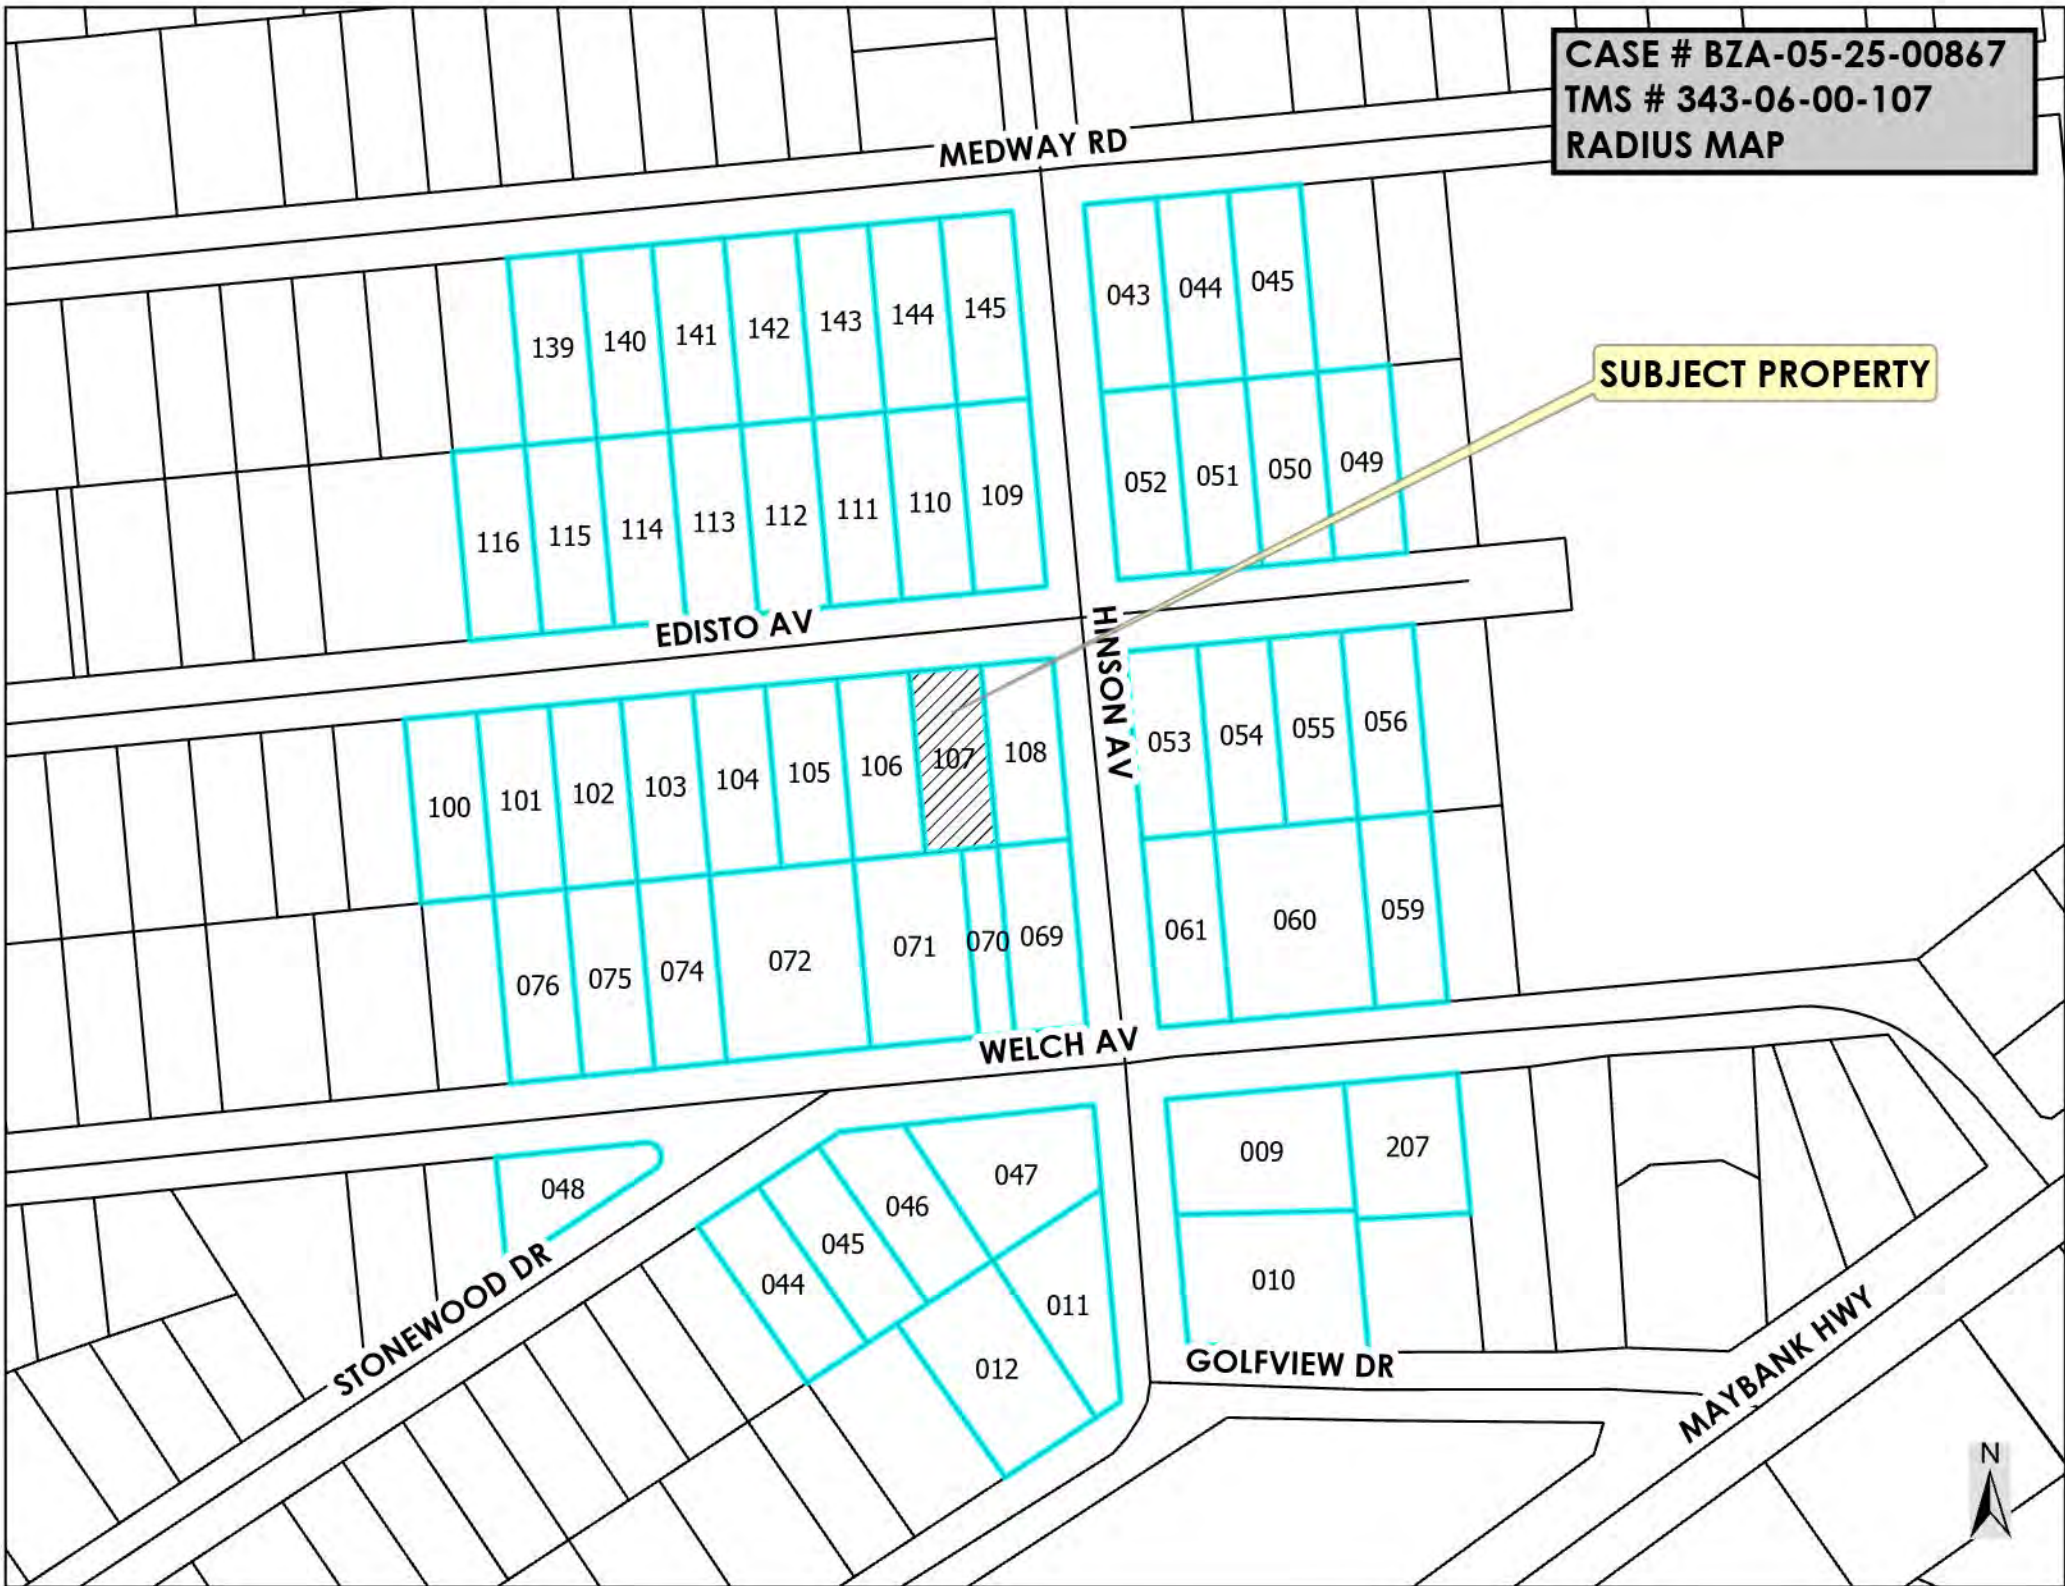 CASE # BZA-05-25-00867
TMS # 343-06-00-107
RADIUS MAP
MEDWAY RD
043 044 045
139 140 141 142 143 144 145
SUBJECT PROPERTY
052 051 050 049
116 115 114 113 112 111 110 109
EDISTO AV
HINSON AV
053 054 055 056
100 101 102 103 104 105 106 107 108
061 060 059
076 075 074 072 071 070 069
WELCH AV
048
044 045 046 047
009 207
010
011
012
STONEWOOD DR
GOLFVIEW DR
MAYBANK HWY
N